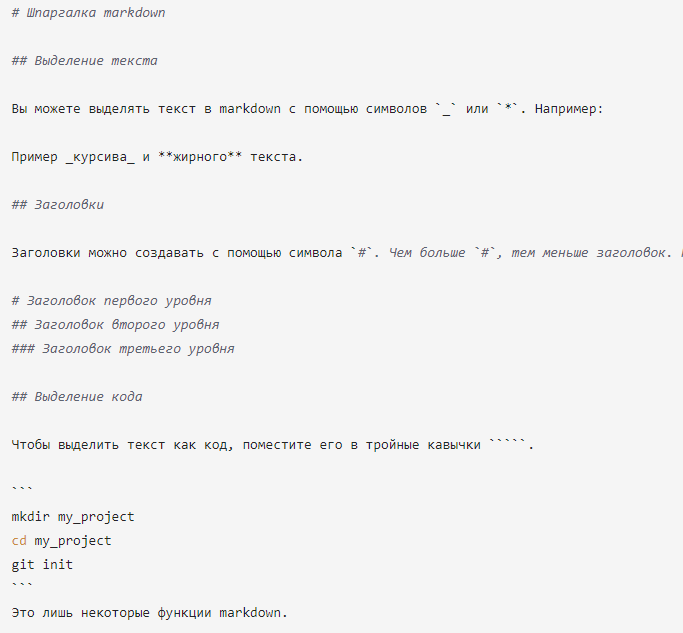 # Шпаргалка markdown
## Выделение текста
Вы можете выделять текст в markdown с помощью символов `_` или `*`. Например:
Пример _курсива_ и **жирного** текста.
## Заголовки
Заголовки можно создавать с помощью символа `#`. Чем больше `#`, тем меньше заголовок.
# Заголовок первого уровня
## Заголовок второго уровня
### Заголовок третьего уровня
## Выделение кода
Чтобы выделить текст как код, поместите его в тройные кавычки `````.
```
mkdir my_project
cd my_project
git init
```
Это лишь некоторые функции markdown.